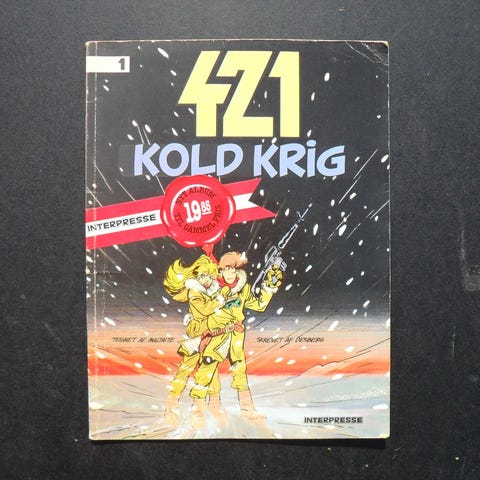 1
421
KOLD KRIG
NYT ALBUM
19.85
TIL GAMMEL PRIS
INTERPRESSE
TEGNET AF MALTAITE
SKREVET AF DESBERG
INTERPRESSE